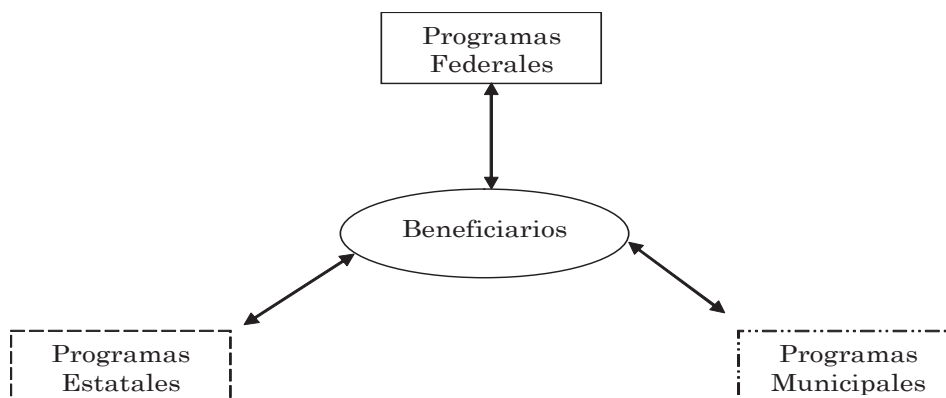 Programas
Federales
Beneficiarios
Programas
Estatales
Programas
Municipales